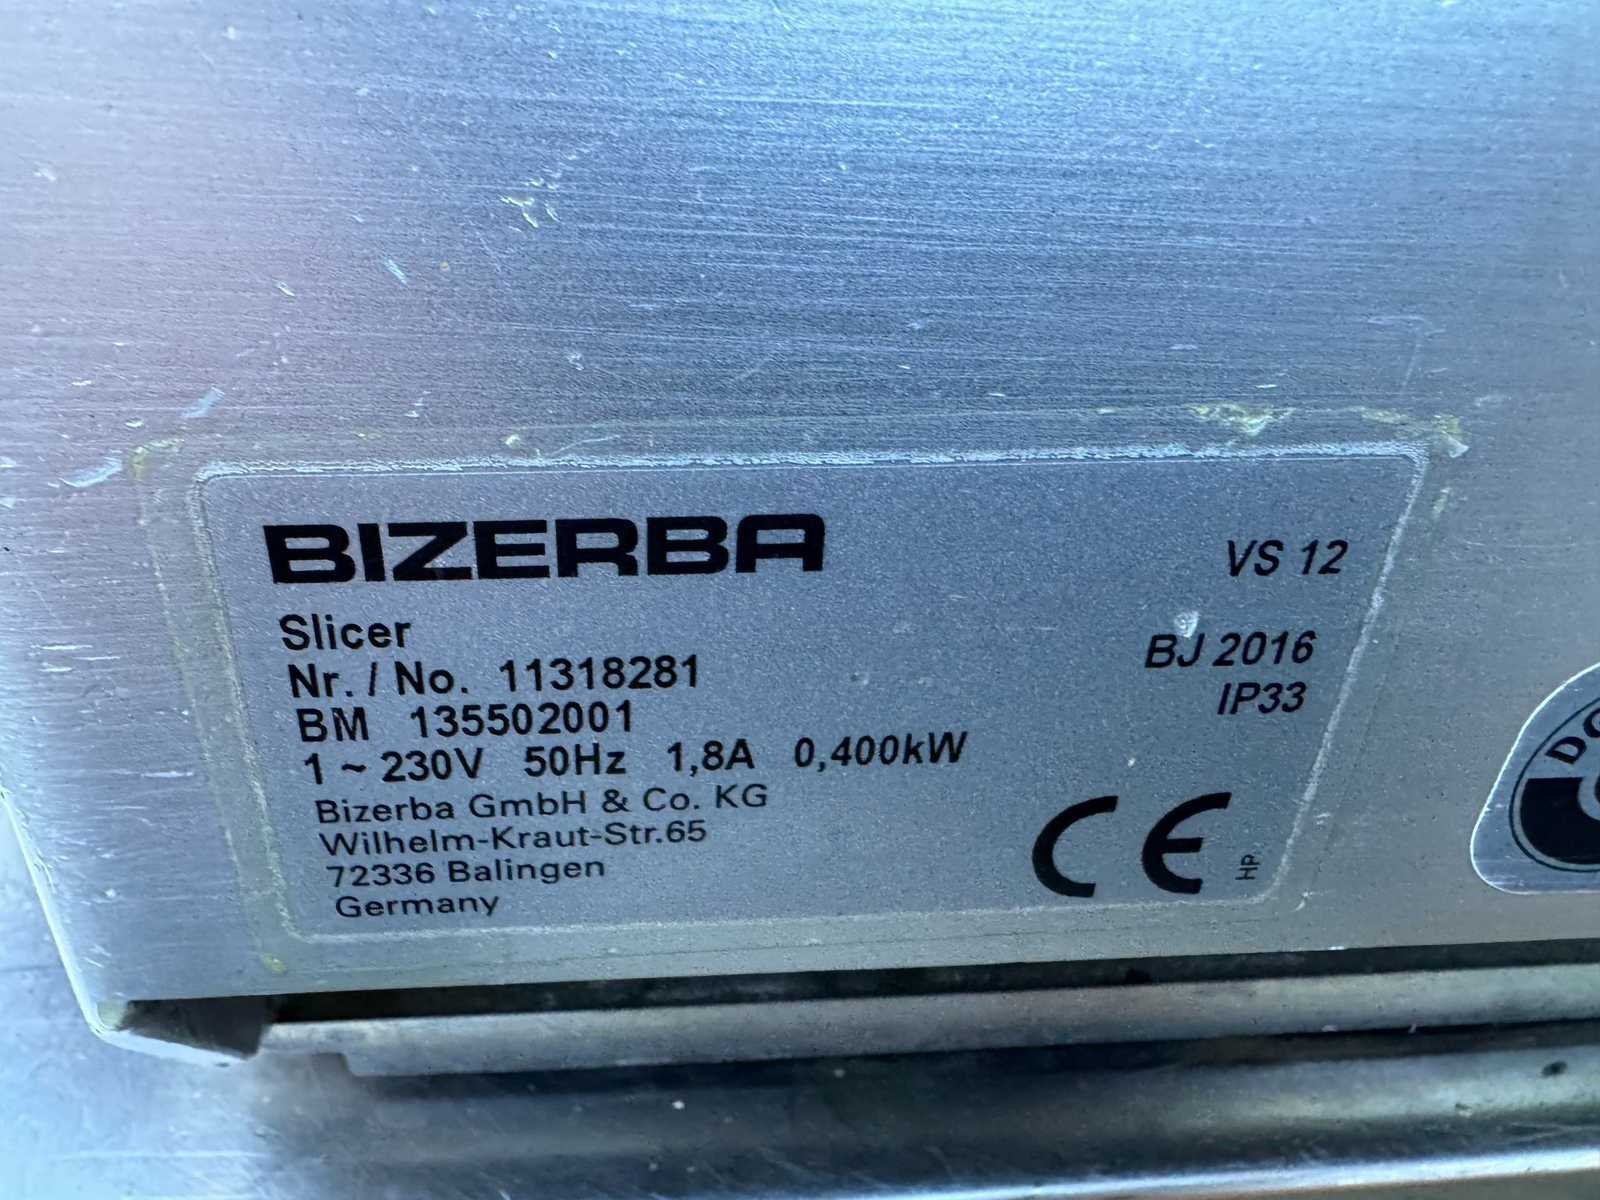 BIZERBA
VS 12
Slicer
Nr. / No. 11318281
BJ 2016
BM 135502001
IP33
1 ~ 230V 50Hz 1,8A 0,400kW
Bizerba GmbH & Co. KG
Wilhelm-Kraut-Str.65
72336 Balingen
Germany
CE
HP